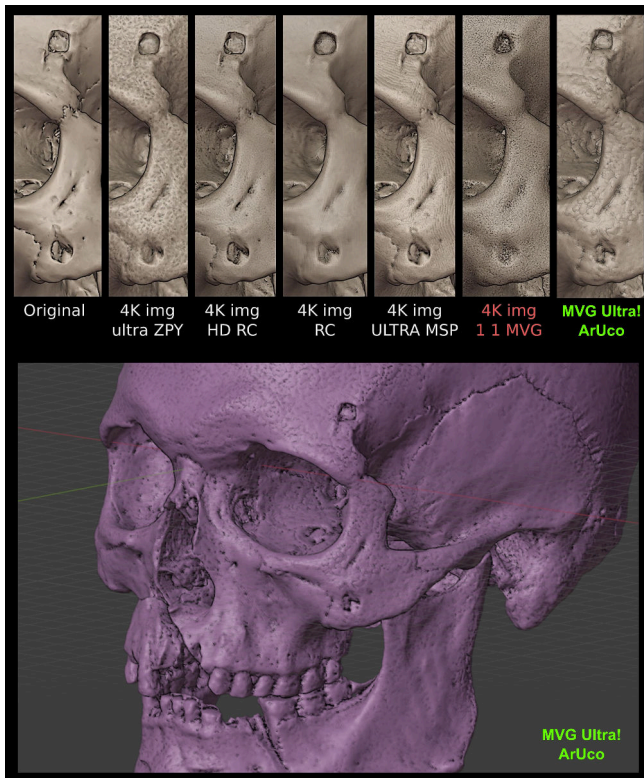 Original
4K img
ultra ZPY
4K img
HD RC
4K img
RC
4K img
ULTRA MSP
4K img
1 1 MVG
MVG Ultra!
ArUco
MVG Ultra!
ArUco